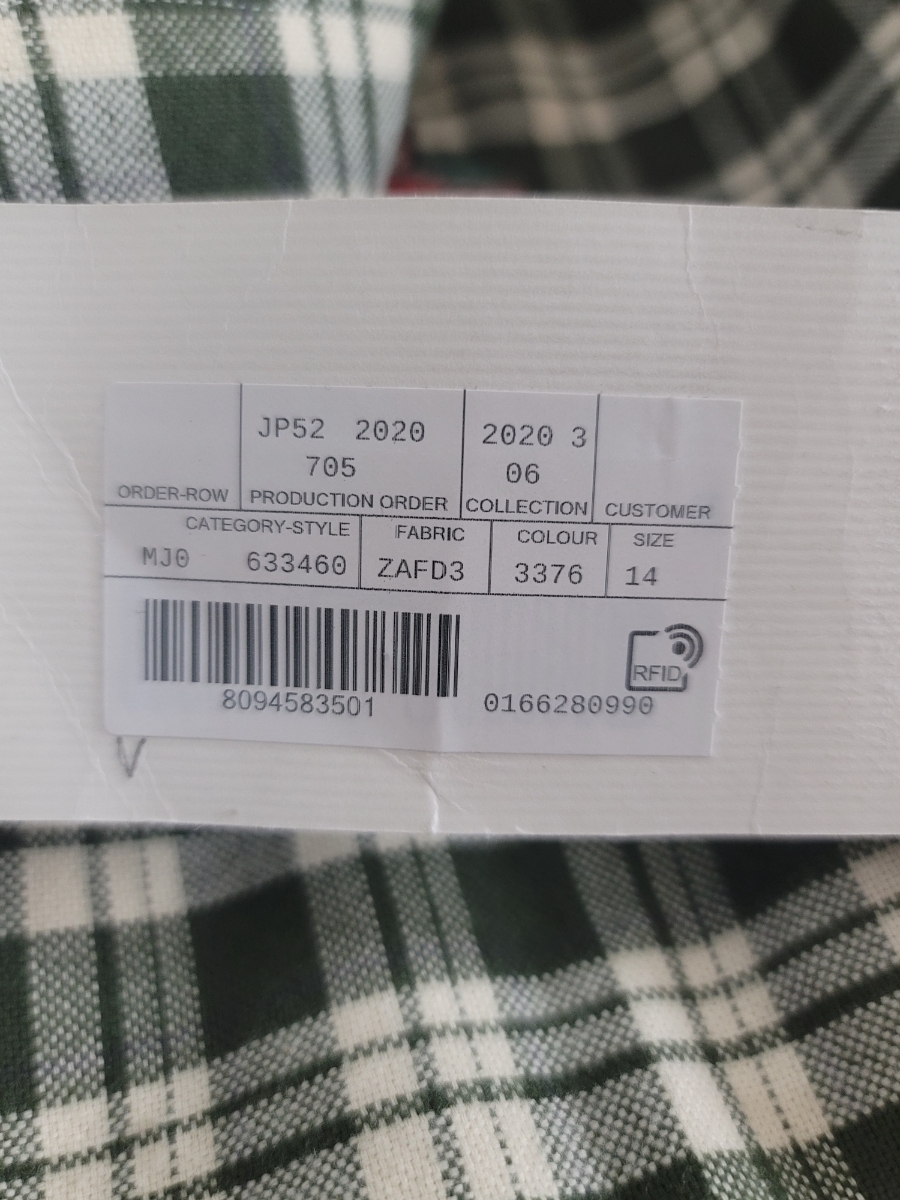 JP52 2020 2020 3
705 06
ORDER-ROW PRODUCTION ORDER COLLECTION CUSTOMER
CATEGORY-STYLE FABRIC COLOUR SIZE
MJ0 633460 ZAFD3 3376 14
RFID
8094583501 0166280990